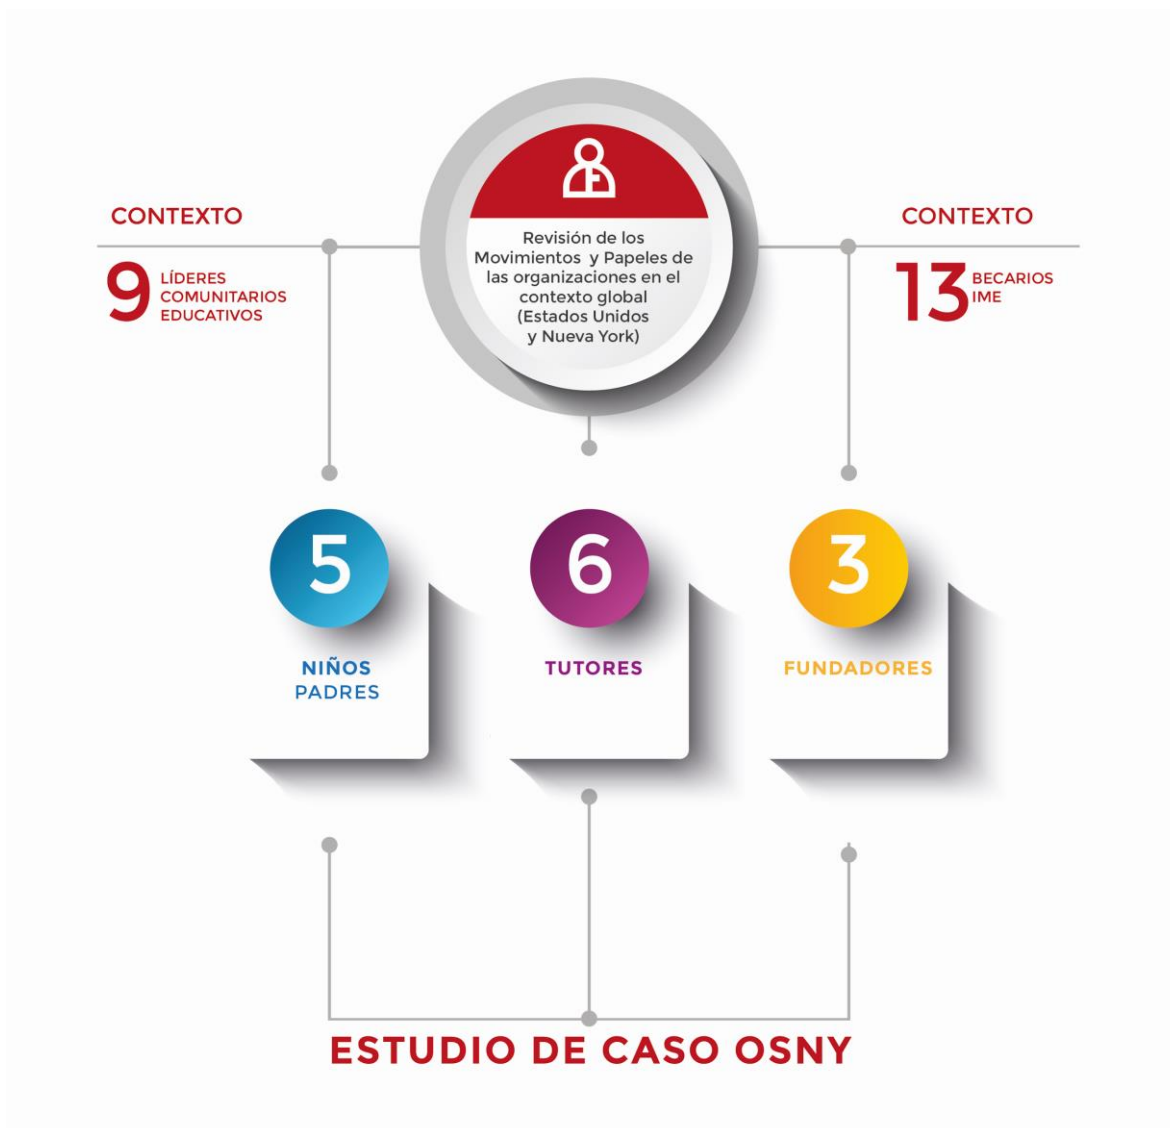 CONTEXTO
9
LÍDERES
COMUNITARIOS
EDUCATIVOS
Revisión de los
Movimientos y Papeles de
las organizaciones en el
contexto global
(Estados Unidos
y Nueva York)
CONTEXTO
13
BECARIOS
IME
5
NIÑOS
PADRES
6
TUTORES
3
FUNDADORES
ESTUDIO DE CASO OSNY